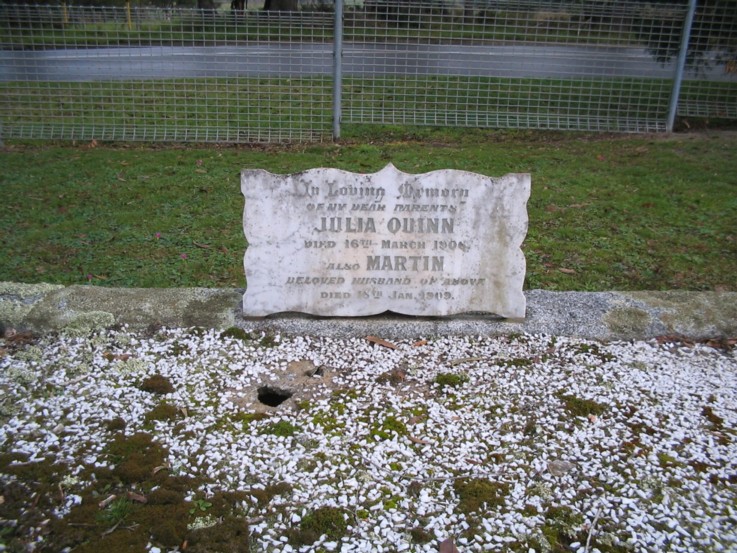 In Loving Memory
OF MY DEAR PARENTS
JULIA QUINN
DIED 16TH MARCH 1908.
ALSO MARTIN
BELOVED HUSBAND OF ABOVE
DIED 18TH JAN. 1909.